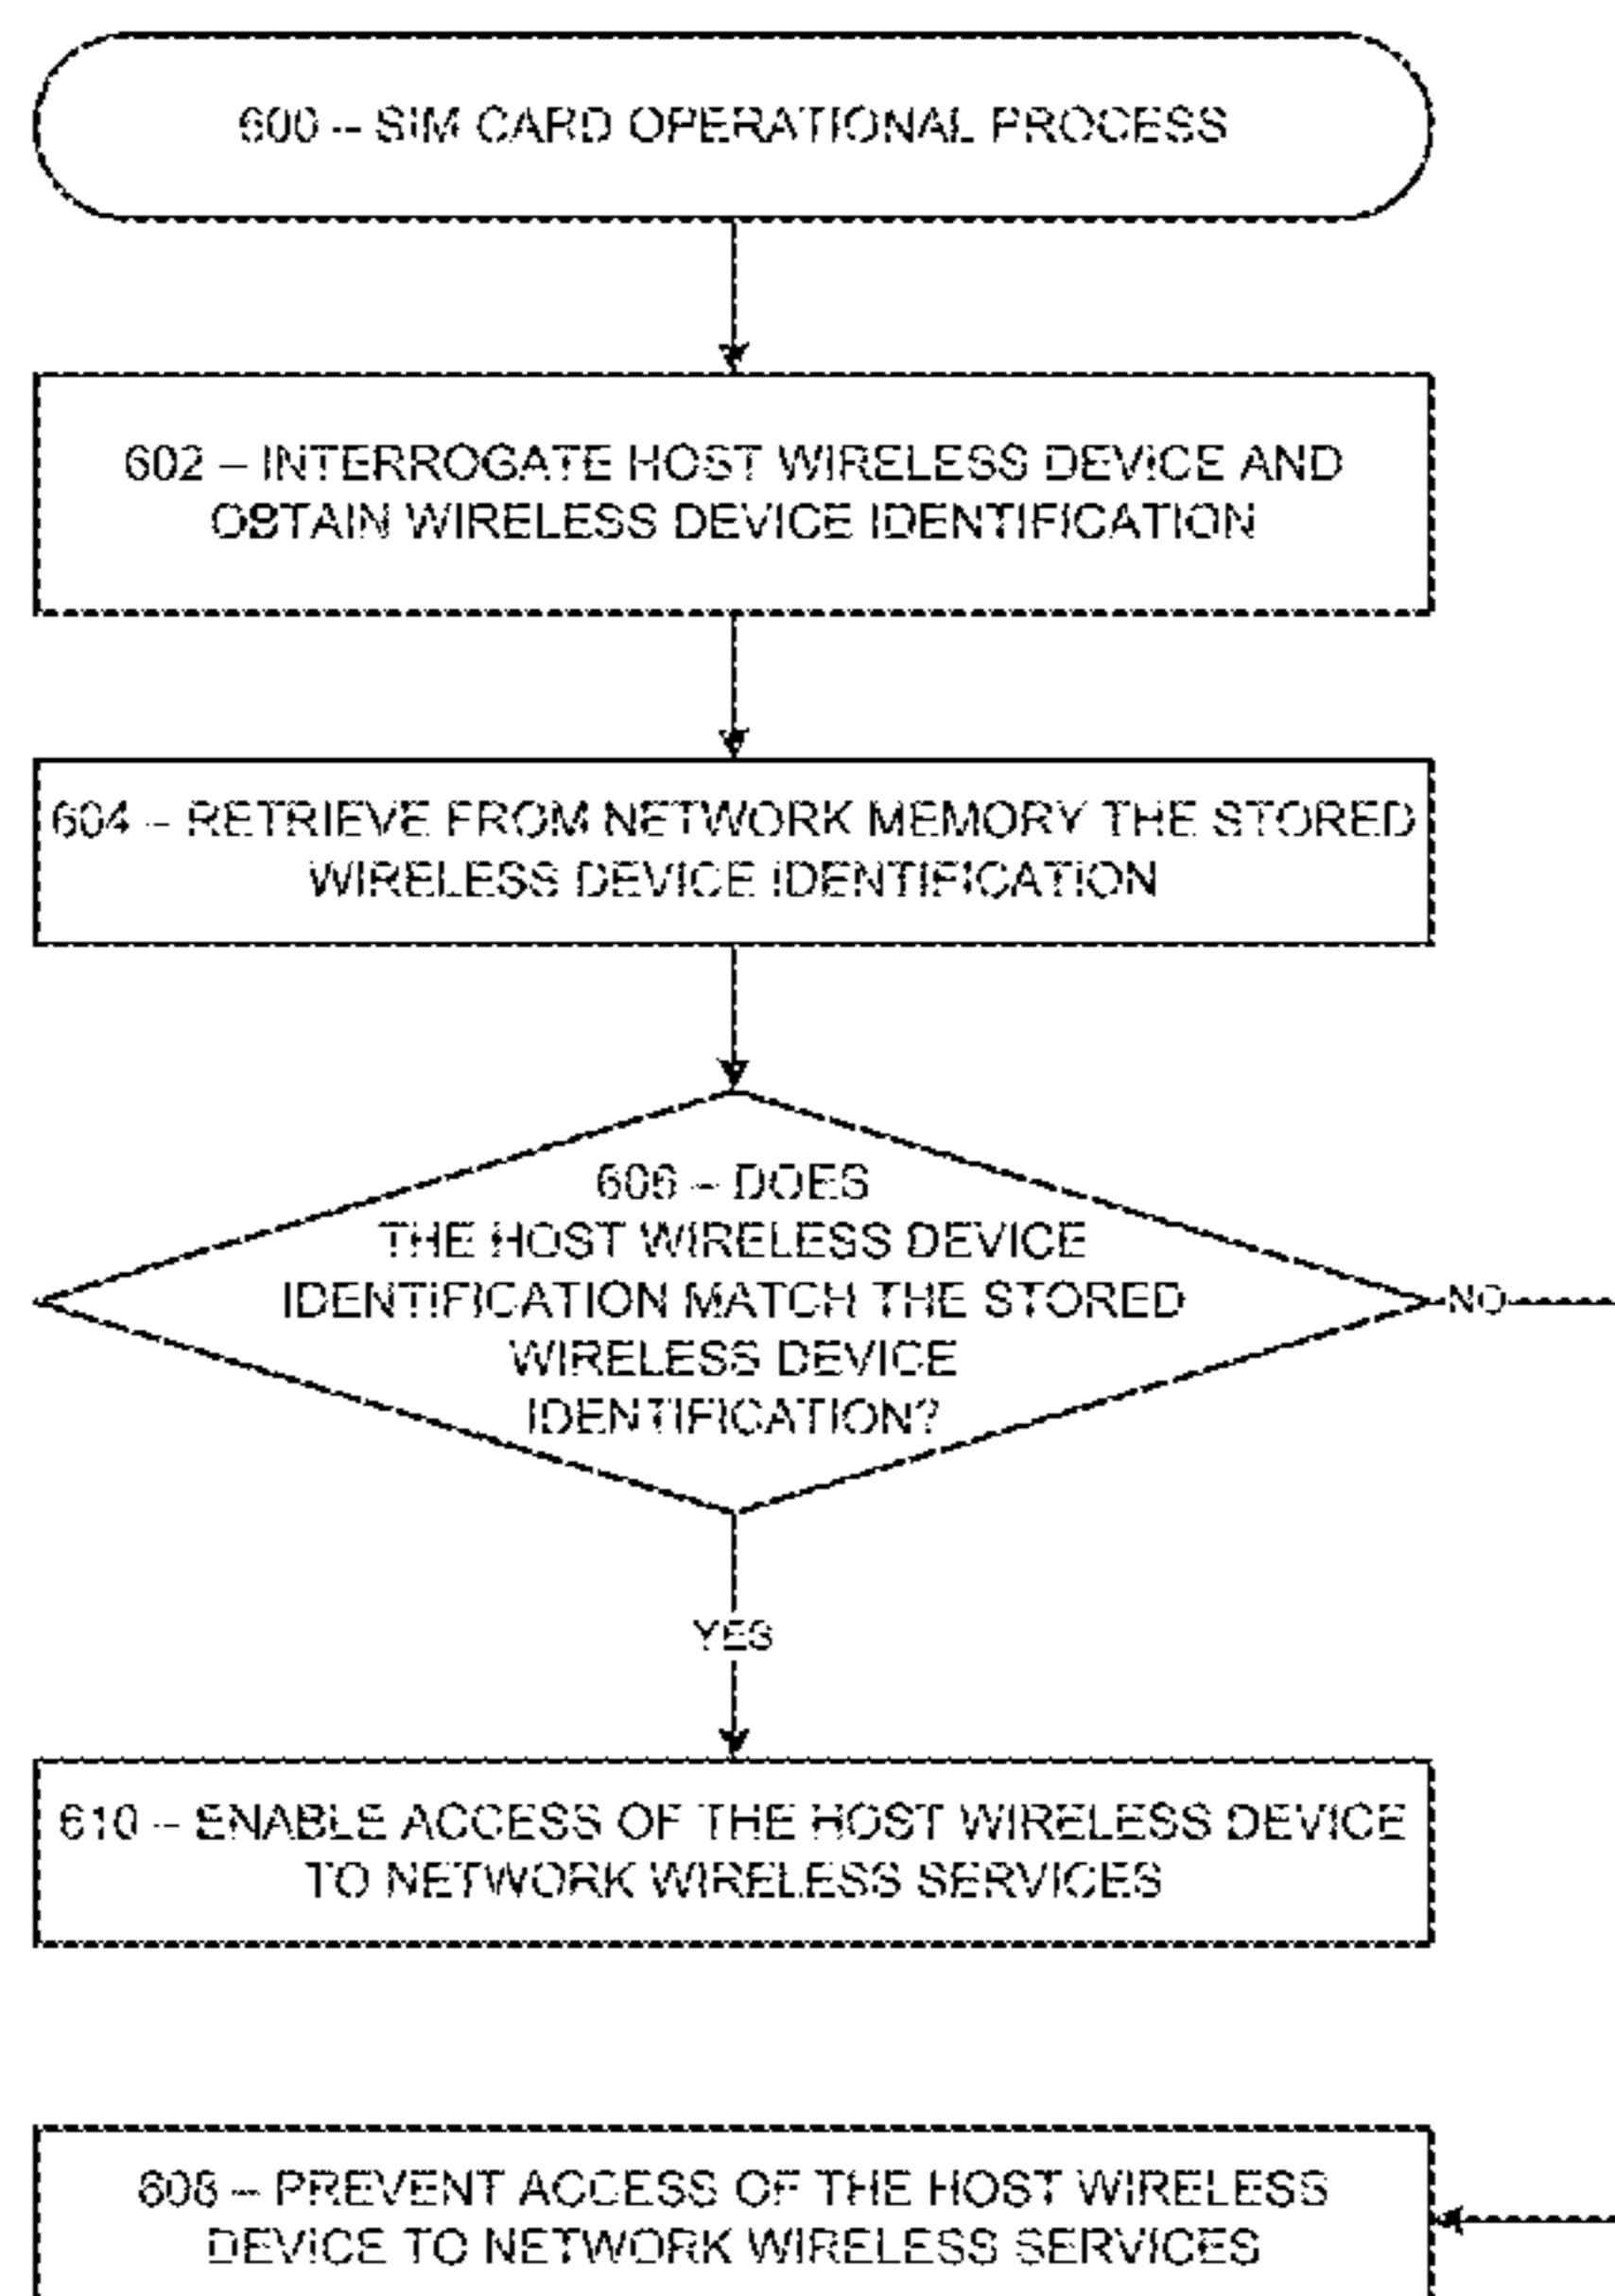 600 – SIM CARD OPERATIONAL PROCESS
602 – INTERROGATE HOST WIRELESS DEVICE AND
OBTAIN WIRELESS DEVICE IDENTIFICATION
604 – RETRIEVE FROM NETWORK MEMORY THE STORED
WIRELESS DEVICE IDENTIFICATION
606 – DOES
THE HOST WIRELESS DEVICE
IDENTIFICATION MATCH THE STORED
WIRELESS DEVICE
IDENTIFICATION?
NO
YES
610 – ENABLE ACCESS OF THE HOST WIRELESS DEVICE
TO NETWORK WIRELESS SERVICES
608 – PREVENT ACCESS OF THE HOST WIRELESS
DEVICE TO NETWORK WIRELESS SERVICES